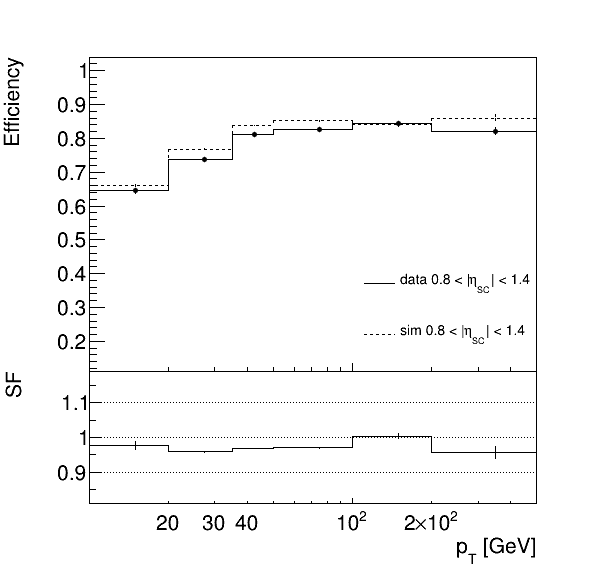 Efficiency
1
0.9
0.8
0.7
0.6
0.5
0.4
0.3
0.2
data 0.8 < |η_SC| < 1.4
sim 0.8 < |η_SC| < 1.4
SF
1.1
1
0.9
20 30 40 10² 2×10²
p_T [GeV]